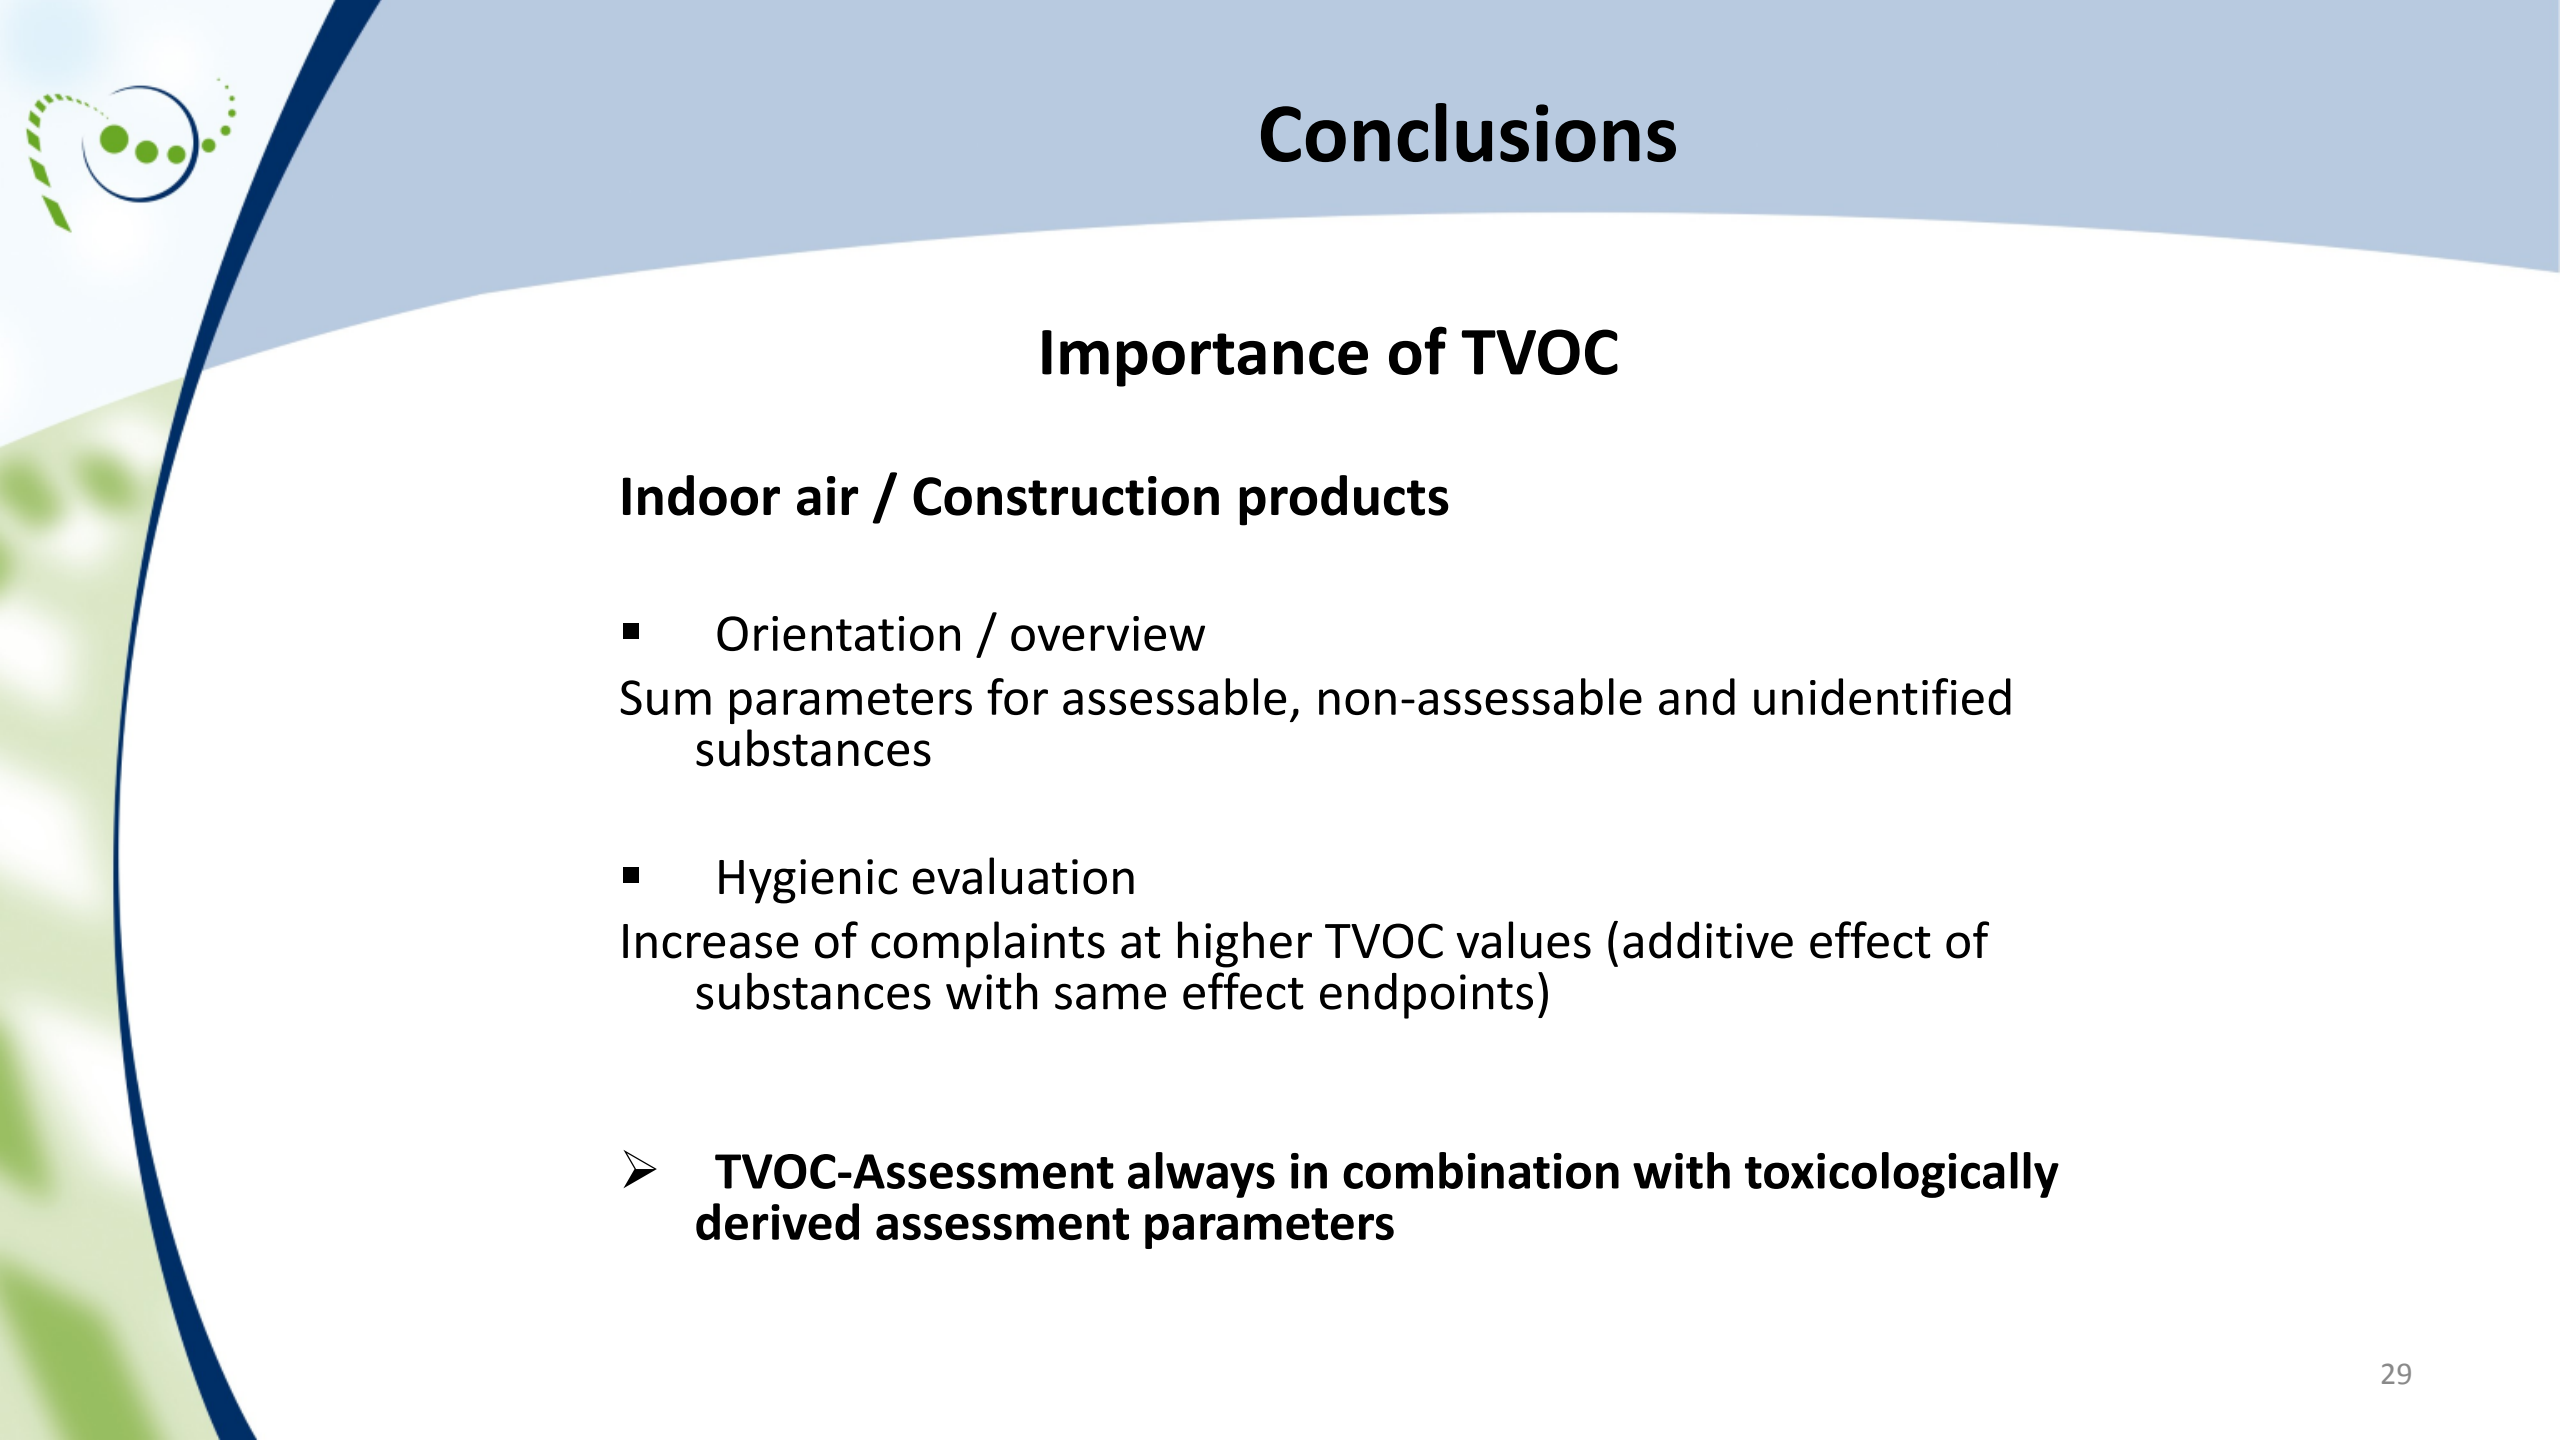 Conclusions
Importance of TVOC
Indoor air / Construction products
▪ Orientation / overview
Sum parameters for assessable, non-assessable and unidentified
substances
▪ Hygienic evaluation
Increase of complaints at higher TVOC values (additive effect of
substances with same effect endpoints)
➢ TVOC-Assessment always in combination with toxicologically
derived assessment parameters
29